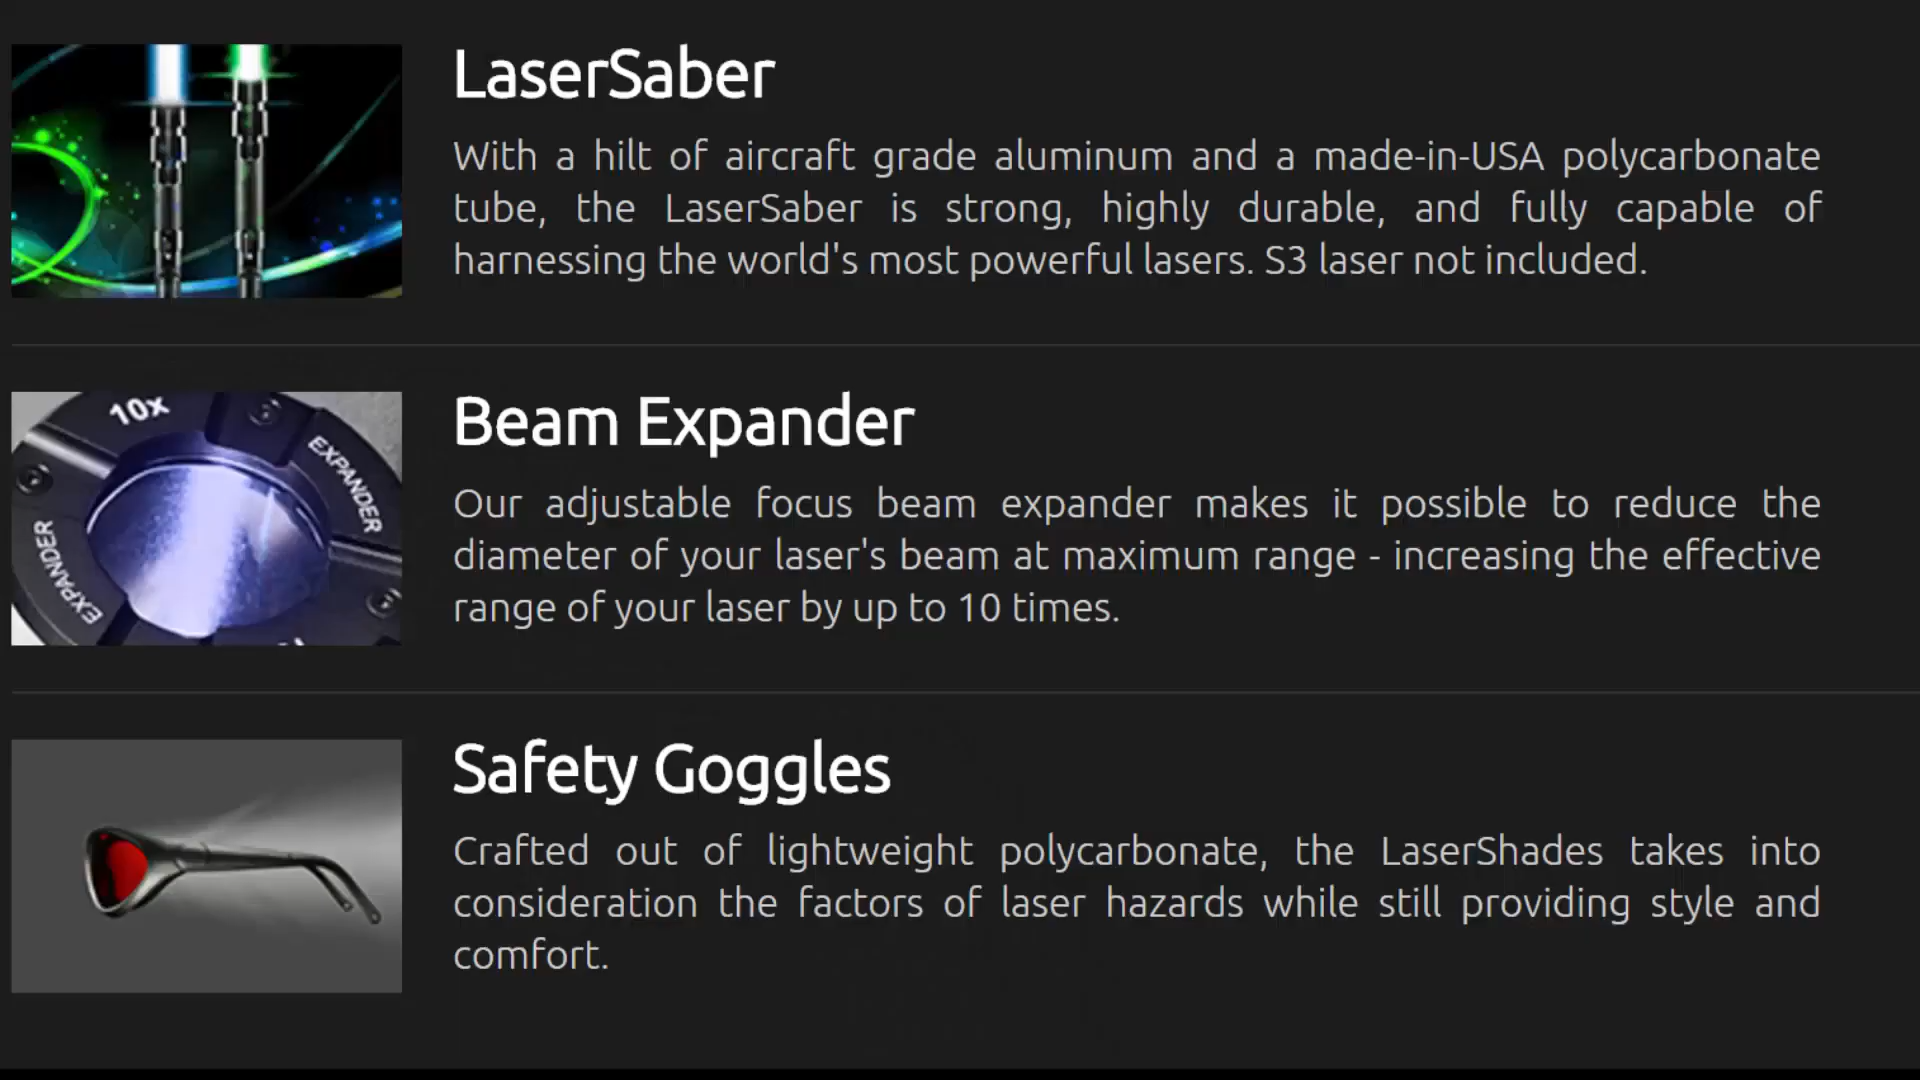 LaserSaber
With a hilt of aircraft grade aluminum and a made-in-USA polycarbonate
tube, the LaserSaber is strong, highly durable, and fully capable of
harnessing the world's most powerful lasers. S3 laser not included.
10x
EXPANDER
EXPANDER
Beam Expander
Our adjustable focus beam expander makes it possible to reduce the
diameter of your laser's beam at maximum range - increasing the effective
range of your laser by up to 10 times.
Safety Goggles
Crafted out of lightweight polycarbonate, the LaserShades takes into
consideration the factors of laser hazards while still providing style and
comfort.